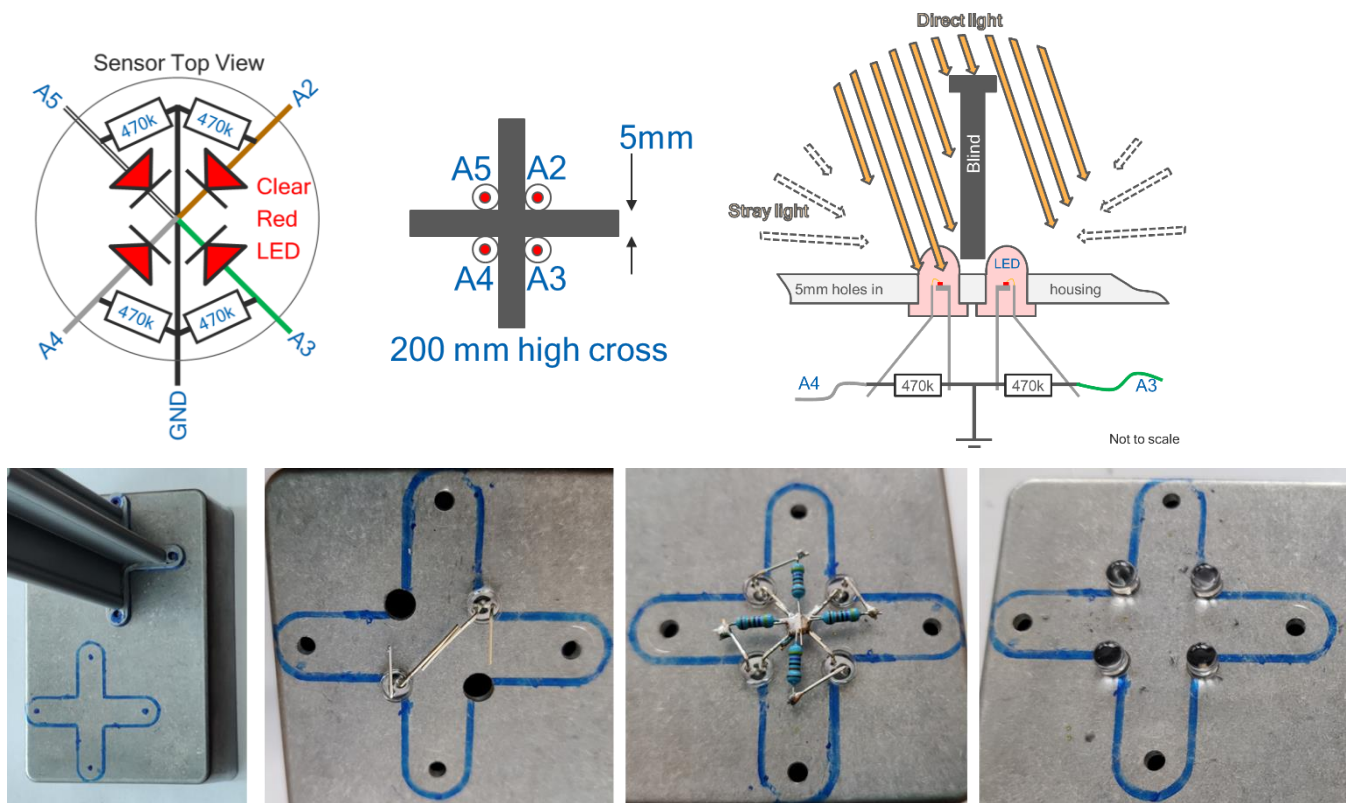 Sensor Top View
A5
A2
470k
470k
Clear
Red
LED
470k
470k
A4
A3
GND
5mm
A5
A2
A4
A3
200 mm high cross
Direct light
Blind
Stray light
LED
5mm holes in
housing
A4
470k
470k
A3
Not to scale